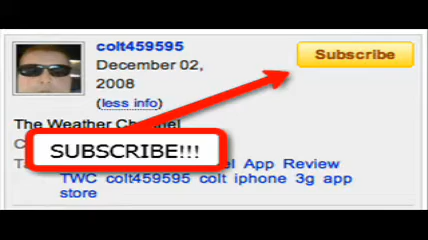 colt459595
Subscribe
December 02,
2008
(less info)
The Weather Channel
SUBSCRIBE!!!
App Review
TWC colt459595 colt iphone 3g app
store